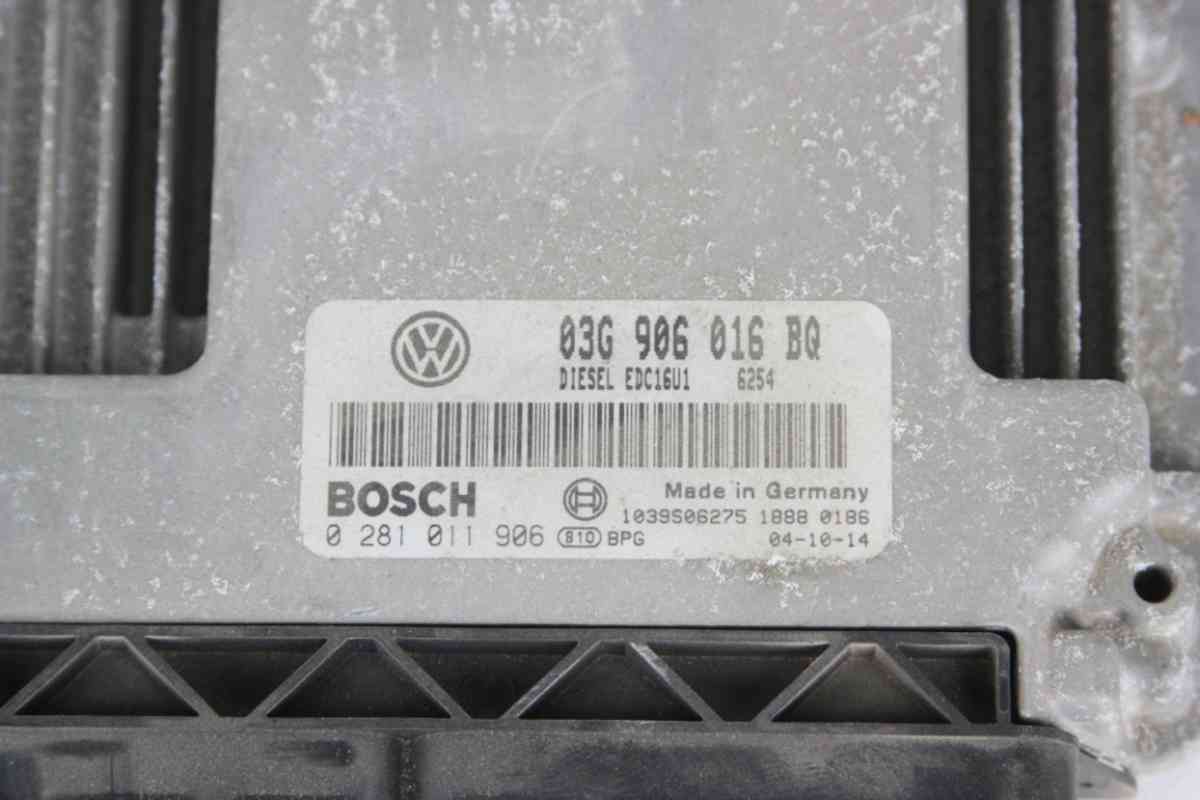 03G 906 016 BQ
DIESEL EDC16U1 6254
BOSCH
Made in Germany
1039S06275 1888 0186
0 281 011 906 810 BPG 04-10-14